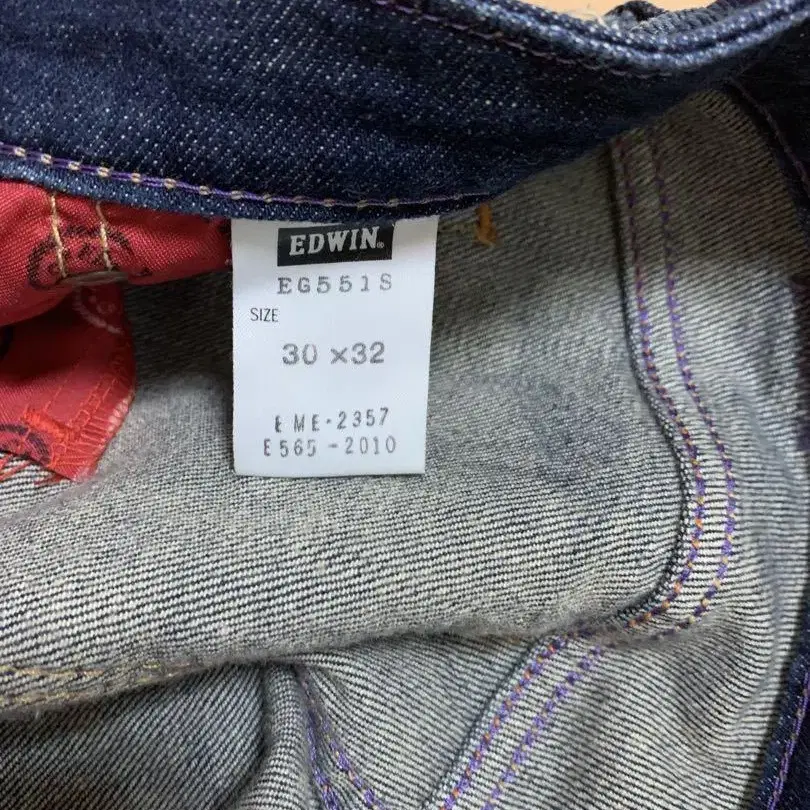 EDWIN®
EG551S
SIZE
30 ×32
E ME-2357
E565-2010